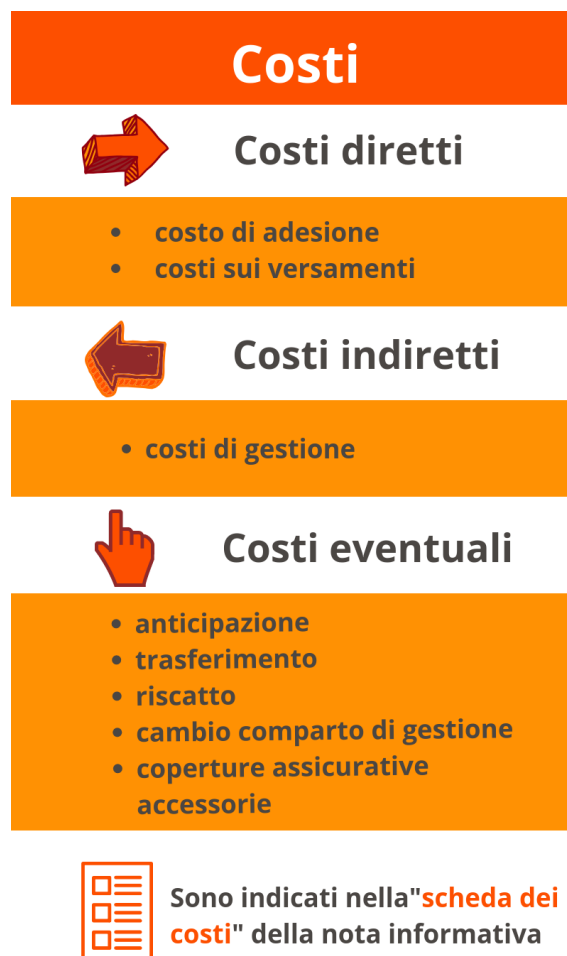 Costi
Costi diretti
• costo di adesione
• costi sui versamenti
Costi indiretti
• costi di gestione
Costi eventuali
• anticipazione
• trasferimento
• riscatto
• cambio comparto di gestione
• coperture assicurative
accessorie
Sono indicati nella"scheda dei
costi" della nota informativa